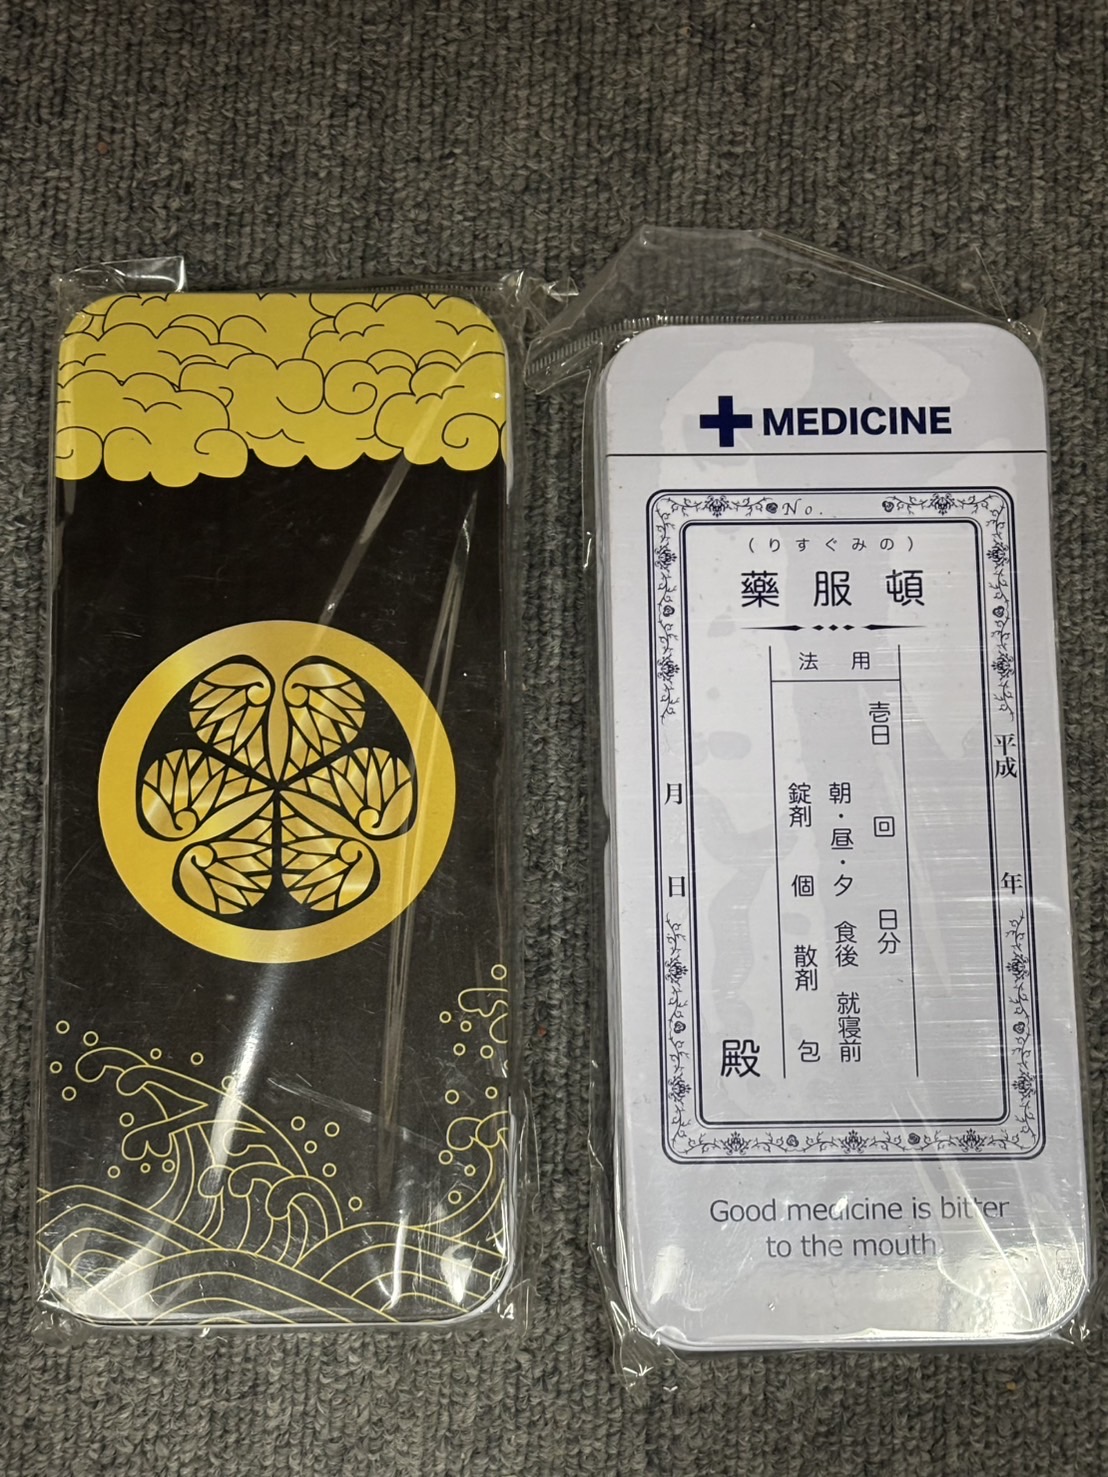 MEDICINE
No.
(りすぐみの)
藥服頓
法用
壱日 回 日分
朝・昼・夕 食後 就寝前
錠剤 個 散剤 包
殿
平成 年
月 日
Good medicine is bitter
to the mouth